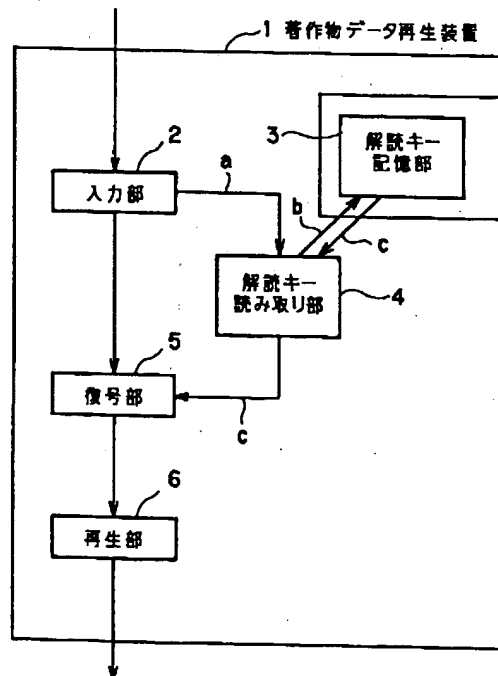 1 著作物データ再生装置
3
解読キー
記憶部
2
入力部
a
b
c
解読キー
読み取り部
4
5
復号部
c
6
再生部